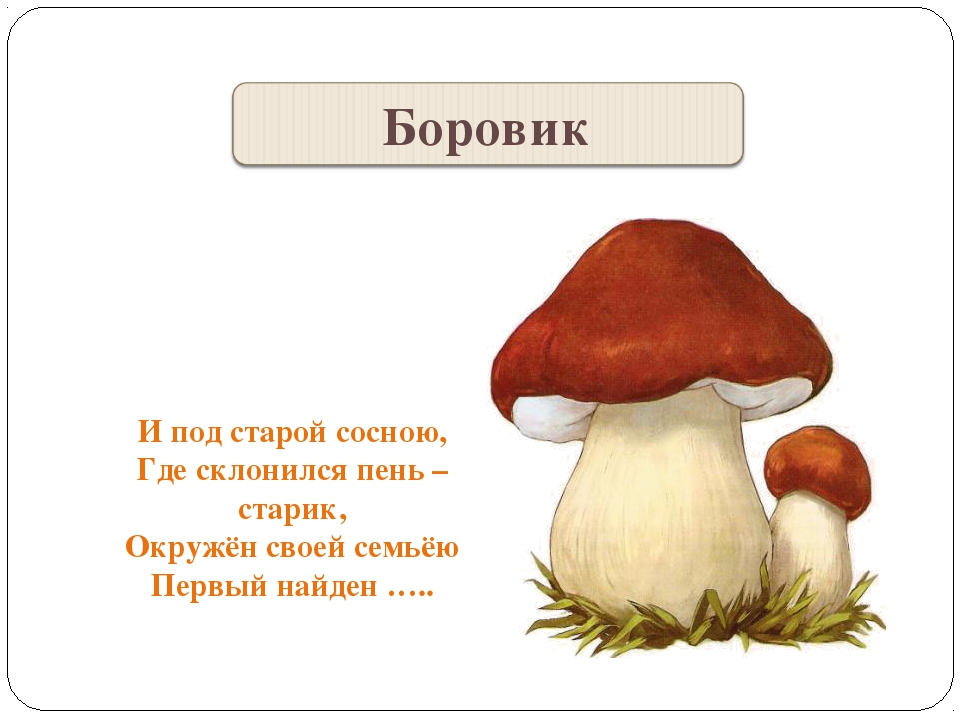 Боровик
И под старой сосною,
Где склонился пень –
старик,
Окружён своей семьёю
Первый найден …..